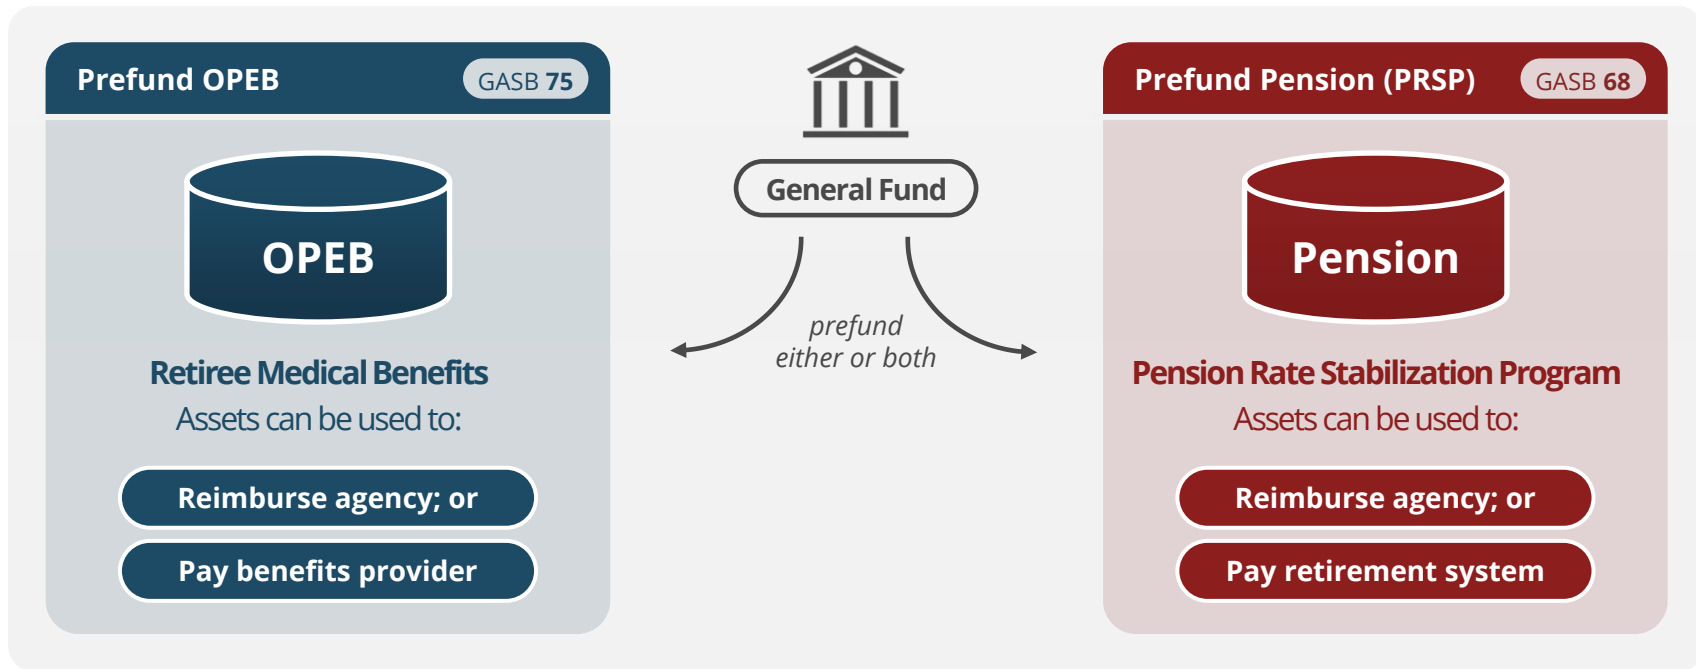 Prefund OPEB
GASB 75
OPEB
Retiree Medical Benefits
Assets can be used to:
Reimburse agency; or
Pay benefits provider
General Fund
prefund
either or both
Prefund Pension (PRSP)
GASB 68
Pension
Pension Rate Stabilization Program
Assets can be used to:
Reimburse agency; or
Pay retirement system